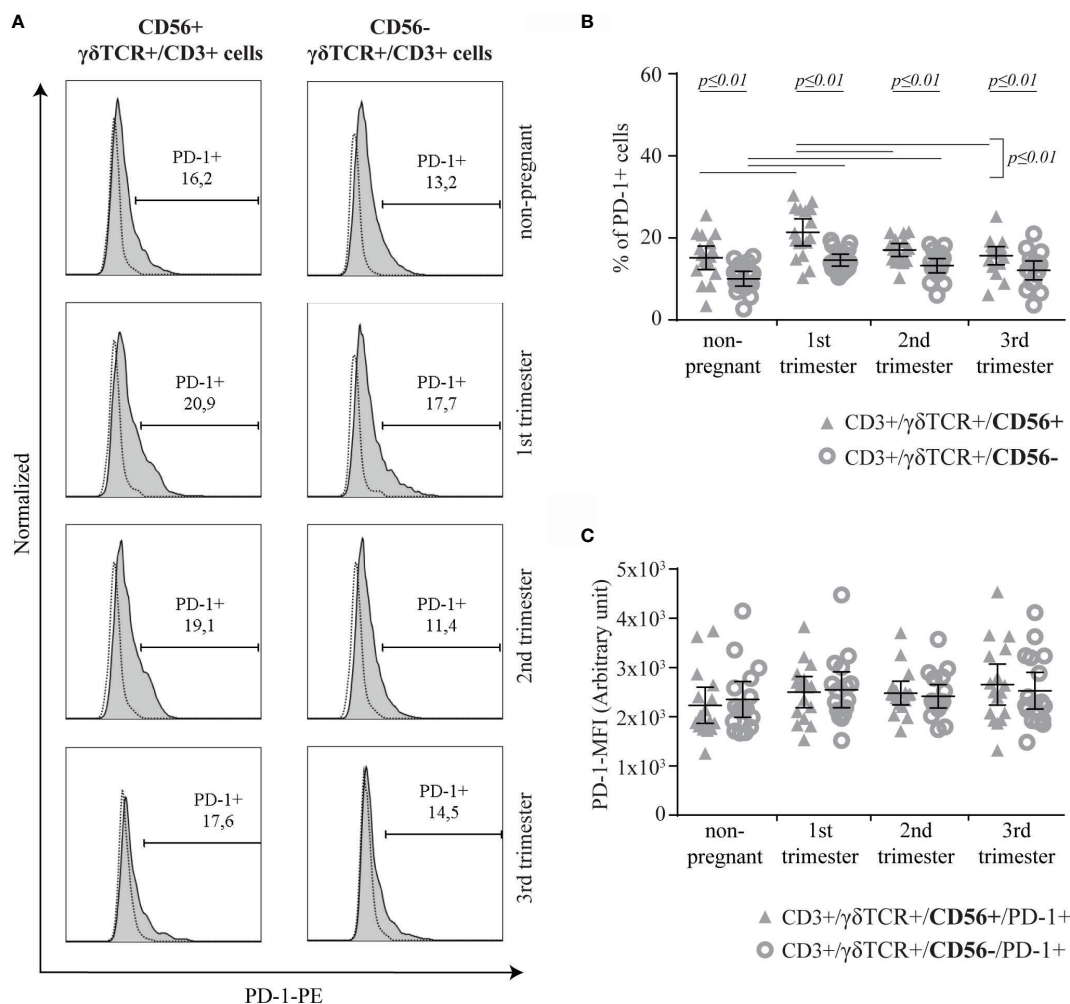 A
CD56+
γδTCR+/CD3+ cells
CD56-
γδTCR+/CD3+ cells
PD-1+
16,2
PD-1+
13,2
non-pregnant
PD-1+
20,9
PD-1+
17,7
1st trimester
PD-1+
19,1
PD-1+
11,4
2nd trimester
PD-1+
17,6
PD-1+
14,5
3rd trimester
Normalized
PD-1-PE
B
% of PD-1+ cells
60
40
20
0
p≤0.01
p≤0.01
p≤0.01
p≤0.01
p≤0.01
non-
pregnant
1st
trimester
2nd
trimester
3rd
trimester
CD3+/γδTCR+/CD56+
CD3+/γδTCR+/CD56-
C
PD-1-MFI (Arbitrary unit)
5x10³
4x10³
3x10³
2x10³
1x10³
0
non-
pregnant
1st
trimester
2nd
trimester
3rd
trimester
CD3+/γδTCR+/CD56+/PD-1+
CD3+/γδTCR+/CD56-/PD-1+